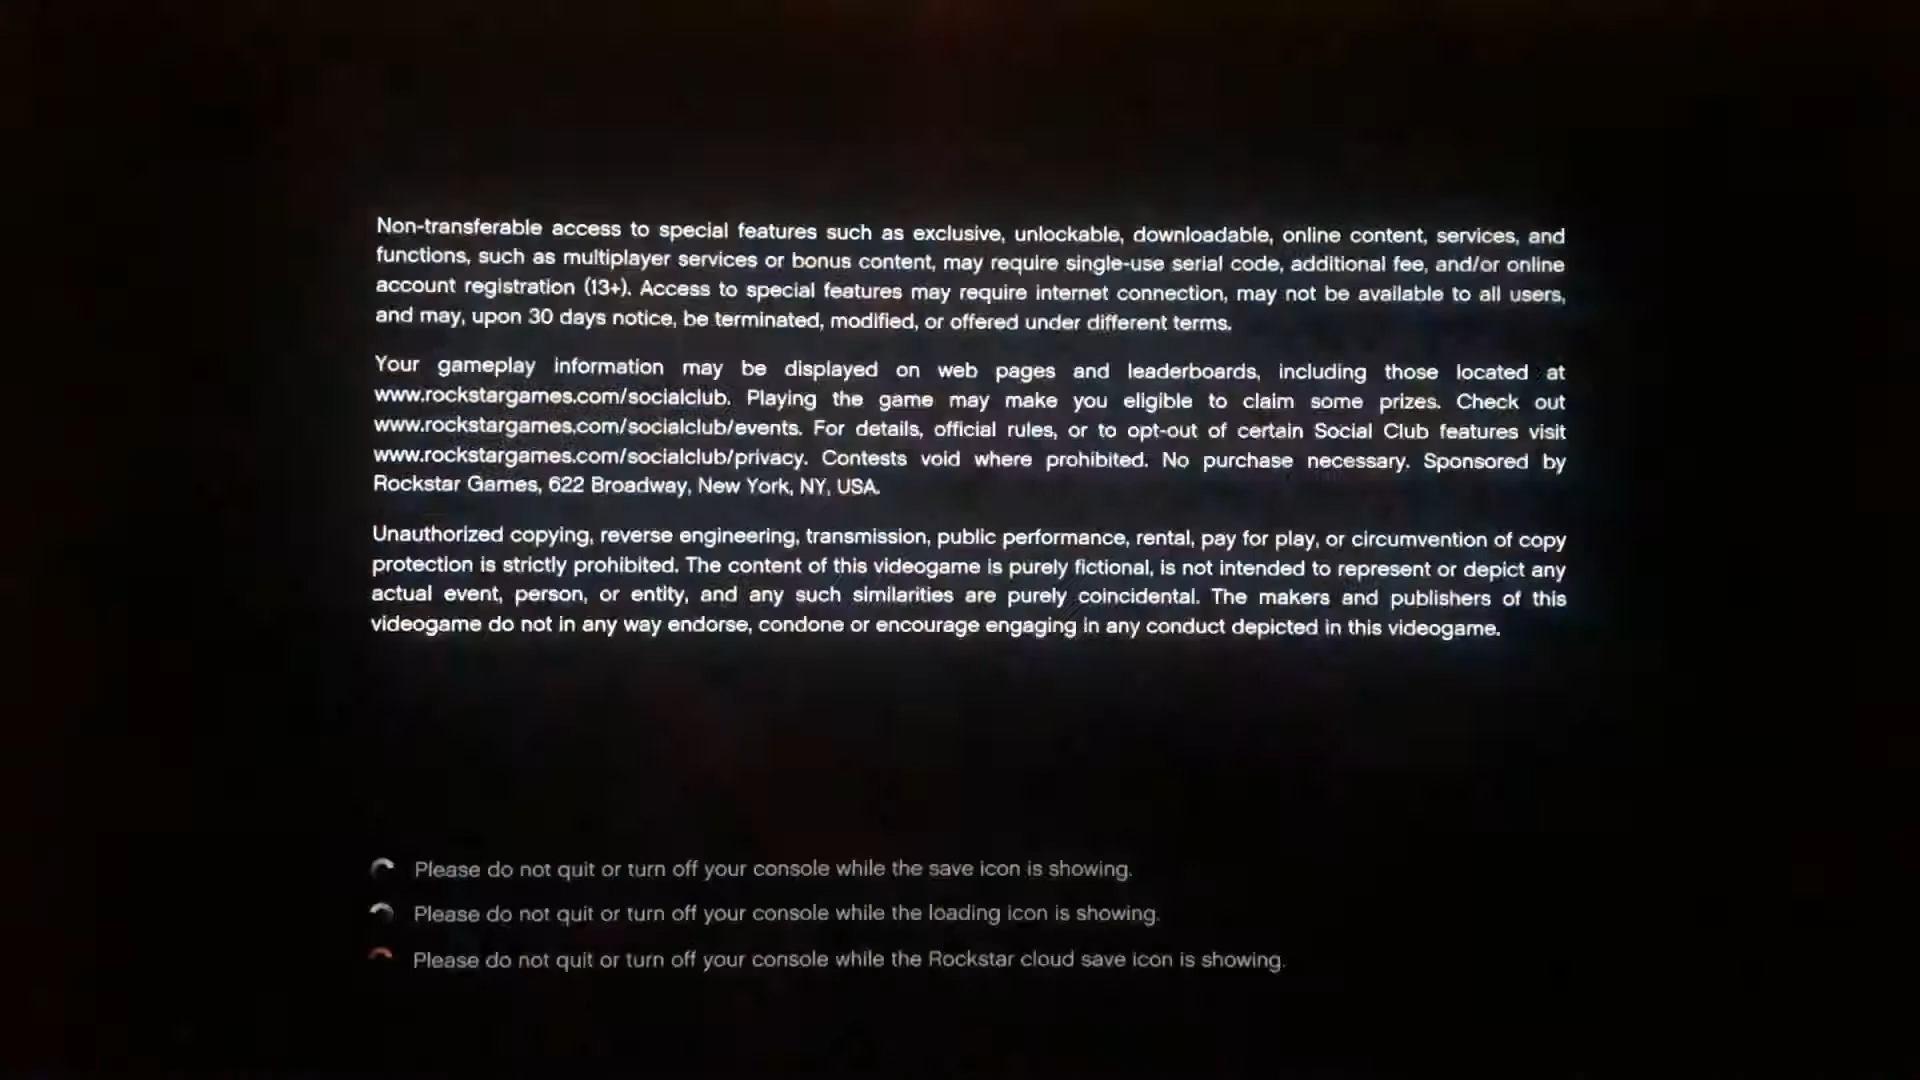 Non-transferable access to special features such as exclusive, unlockable, downloadable, online content, services, and
functions, such as multiplayer services or bonus content, may require single-use serial code, additional fee, and/or online
account registration (13+). Access to special features may require internet connection, may not be available to all users,
and may, upon 30 days notice, be terminated, modified, or offered under different terms.
Your gameplay information may be displayed on web pages and leaderboards, including those located at
www.rockstargames.com/socialclub. Playing the game may make you eligible to claim some prizes. Check out
www.rockstargames.com/socialclub/events. For details, official rules, or to opt-out of certain Social Club features visit
www.rockstargames.com/socialclub/privacy. Contests void where prohibited. No purchase necessary. Sponsored by
Rockstar Games, 622 Broadway, New York, NY, USA.
Unauthorized copying, reverse engineering, transmission, public performance, rental, pay for play, or circumvention of copy
protection is strictly prohibited. The content of this videogame is purely fictional, is not intended to represent or depict any
actual event, person, or entity, and any such similarities are purely coincidental. The makers and publishers of this
videogame do not in any way endorse, condone or encourage engaging in any conduct depicted in this videogame.
Please do not quit or turn off your console while the save icon is showing.
Please do not quit or turn off your console while the loading icon is showing.
Please do not quit or turn off your console while the Rockstar cloud save icon is showing.